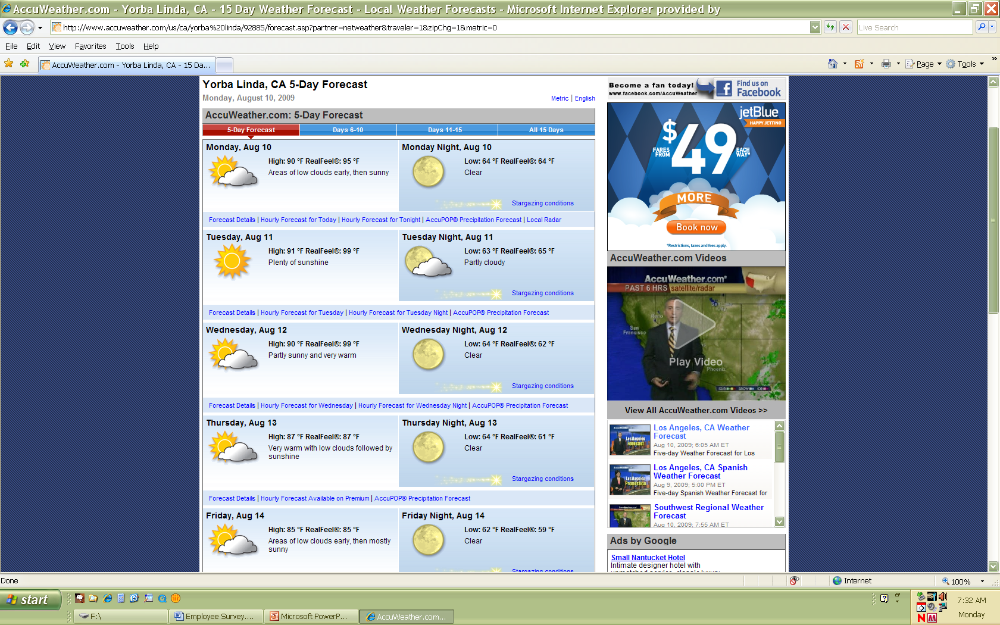 AccuWeather.com - Yorba Linda, CA - 15 Day Weather Forecast - Local Weather Forecasts - Microsoft Internet Explorer provided by
http://www.accuweather.com/us/ca/yorba%20linda/92885/forecast.asp?partner=netweather&traveler=1&zipChg=1&metric=0
Live Search
File Edit View Favorites Tools Help
AccuWeather.com - Yorba Linda, CA - 15 Da...
Page Tools »
Yorba Linda, CA 5-Day Forecast
Monday, August 10, 2009
Metric | English
AccuWeather.com: 5-Day Forecast
5-Day Forecast Days 6-10 Days 11-15 All 15 Days
Monday, Aug 10
High: 90 °F RealFeel®: 95 °F
Areas of low clouds early, then sunny
Monday Night, Aug 10
Low: 64 °F RealFeel®: 64 °F
Clear
Stargazing conditions
Forecast Details | Hourly Forecast for Today | Hourly Forecast for Tonight | AccuPOP® Precipitation Forecast | Local Radar
Tuesday, Aug 11
High: 91 °F RealFeel®: 99 °F
Plenty of sunshine
Tuesday Night, Aug 11
Low: 63 °F RealFeel®: 65 °F
Partly cloudy
Stargazing conditions
Forecast Details | Hourly Forecast for Tuesday | Hourly Forecast for Tuesday Night | AccuPOP® Precipitation Forecast
Wednesday, Aug 12
High: 90 °F RealFeel®: 99 °F
Partly sunny and very warm
Wednesday Night, Aug 12
Low: 64 °F RealFeel®: 62 °F
Clear
Stargazing conditions
Forecast Details | Hourly Forecast for Wednesday | Hourly Forecast for Wednesday Night | AccuPOP® Precipitation Forecast
Thursday, Aug 13
High: 87 °F RealFeel®: 87 °F
Very warm with low clouds followed by
sunshine
Thursday Night, Aug 13
Low: 64 °F RealFeel®: 61 °F
Clear
Stargazing conditions
Forecast Details | Hourly Forecast Available on Premium | AccuPOP® Precipitation Forecast
Friday, Aug 14
High: 85 °F RealFeel®: 85 °F
Areas of low clouds early, then mostly
sunny
Friday Night, Aug 14
Low: 62 °F RealFeel®: 59 °F
Clear
Stargazing conditions
Become a fan today!
www.facebook.com/AccuWeather
Find us on
Facebook
jetBlue
HAPPY JETTING
FARES
FROM
$49
EACH
WAY*
MORE
Book now
*Restrictions, taxes and fees apply.
AccuWeather.com Videos
AccuWeather.com
PAST 6 HRS satellite/radar
Salt Lake
City
Reno
San
Francisco
Play Video
Phoenix
View All AccuWeather.com Videos >>
Los Angeles
Forecast
Los Angeles, CA Weather
Forecast
Aug 10, 2009; 6:05 AM ET
Five-day Weather Forecast for Los
Los Angeles
Pronostico
Los Angeles, CA Spanish
Weather Forecast
Aug 9, 2009; 5:00 PM ET
Five-day Spanish Weather Forecast for
Southwest Regional Weather
Forecast
Aug 10, 2009; 7:55 AM ET
Ads by Google
Small Nantucket Hotel
Intimate designer hotel with
Done
Internet
100%
start
F:\
Employee Survey....
Microsoft PowerP...
AccuWeather.com...
7:32 AM
Monday